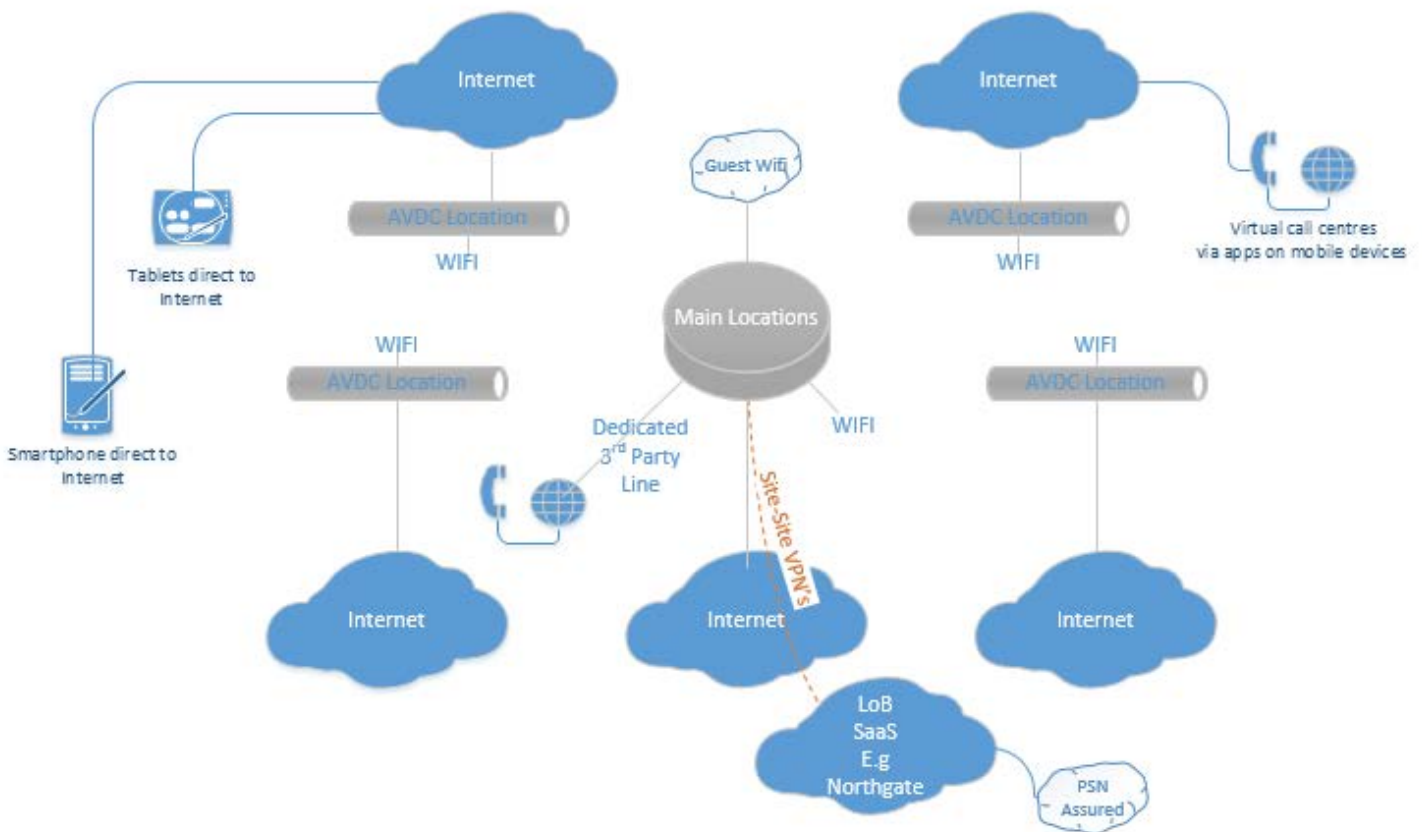 Internet
Internet
Guest Wifi
AVDC Location
WIFI
AVDC Location
WIFI
Virtual call centres
via apps on mobile devices
Tablets direct to
Internet
Main Locations
WIFI
AVDC Location
WIFI
AVDC Location
Smartphone direct to
Internet
Dedicated
3rd Party
Line
WIFI
Site-Site VPN's
Internet
Internet
Internet
LoB
SaaS
E.g
Northgate
PSN
Assured